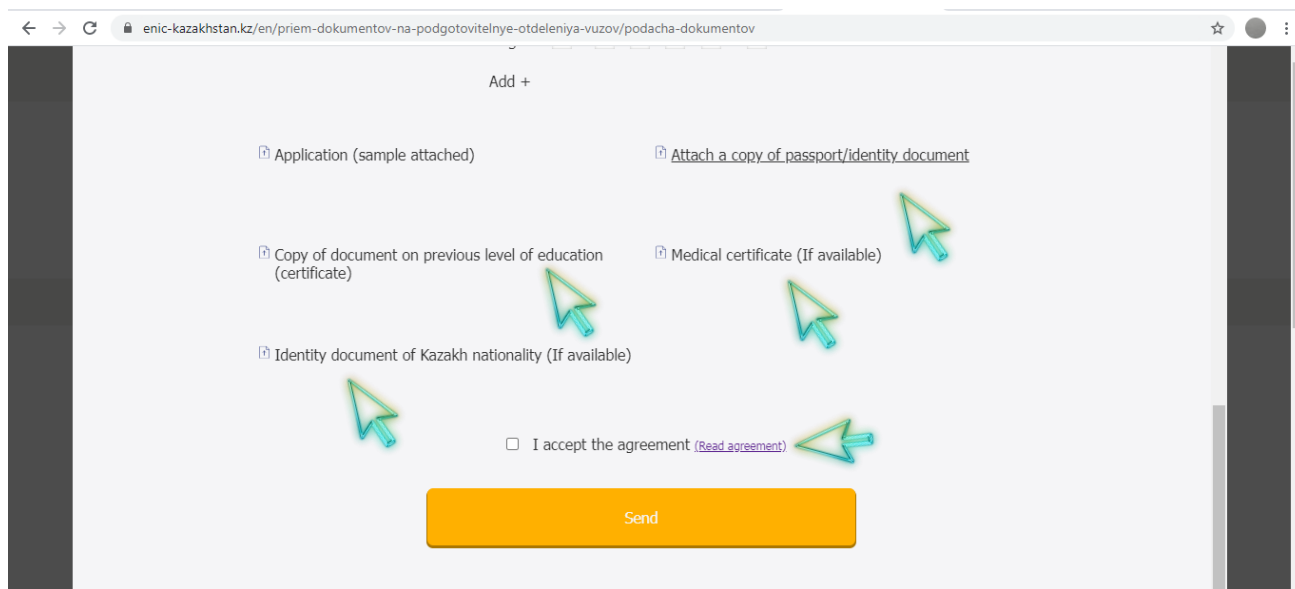 enic-kazakhstan.kz/en/priem-dokumentov-na-podgotovitelnye-otdeleniya-vuzov/podacha-dokumentov
Add +
Application (sample attached)
Attach a copy of passport/identity document
Copy of document on previous level of education
(certificate)
Medical certificate (If available)
Identity document of Kazakh nationality (If available)
I accept the agreement (Read agreement)
Send